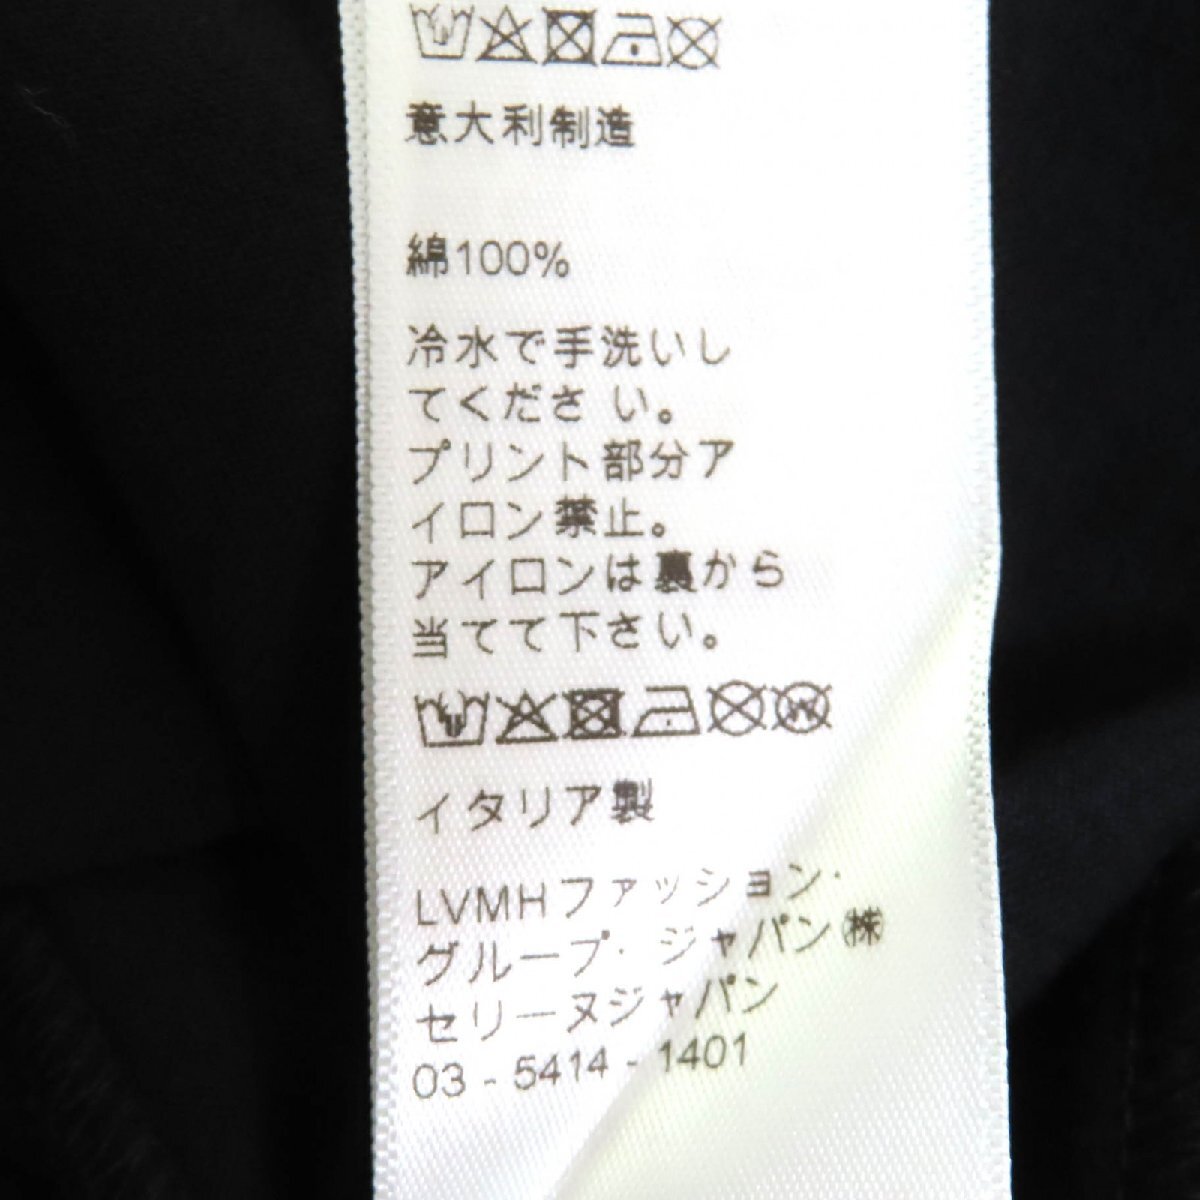 意大利制造
綿100%
冷水で手洗いし
てくださ い。
プリント部分ア
イロン禁止。
アイロンは裏から
当てて下さい。
イタリア製
LVMHファッション·
グループ· ジャパン㈱
セリーヌジャパン
03 - 5414 - 1401